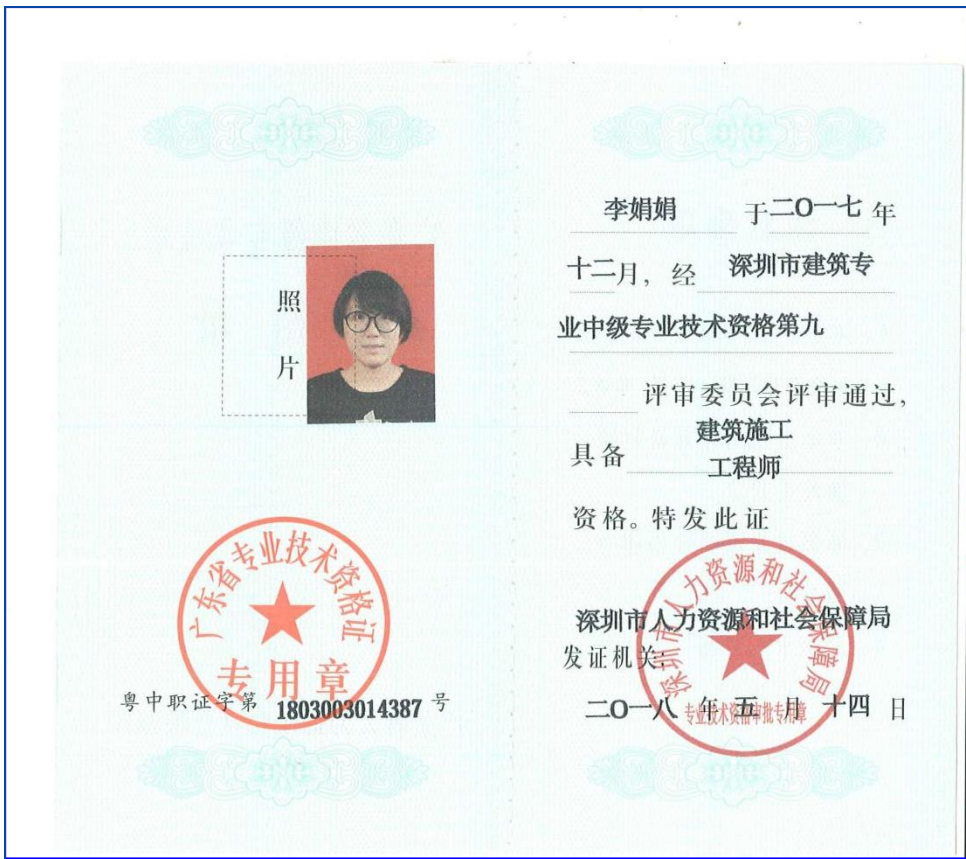 照
片
广东省专业技术资格证
专用章
粤中职证字第 1803003014387 号
李娟娟 于二O一七年
十二月，经 深圳市建筑专
业中级专业技术资格第九
评审委员会评审通过，
建筑施工
具备 工程师
资格。特发此证
深圳市人力资源和社会保障局
发证机关:
深圳市人力资源和社会保障局
专业技术资格审批专用章
二O一八 年 五 月 十四 日